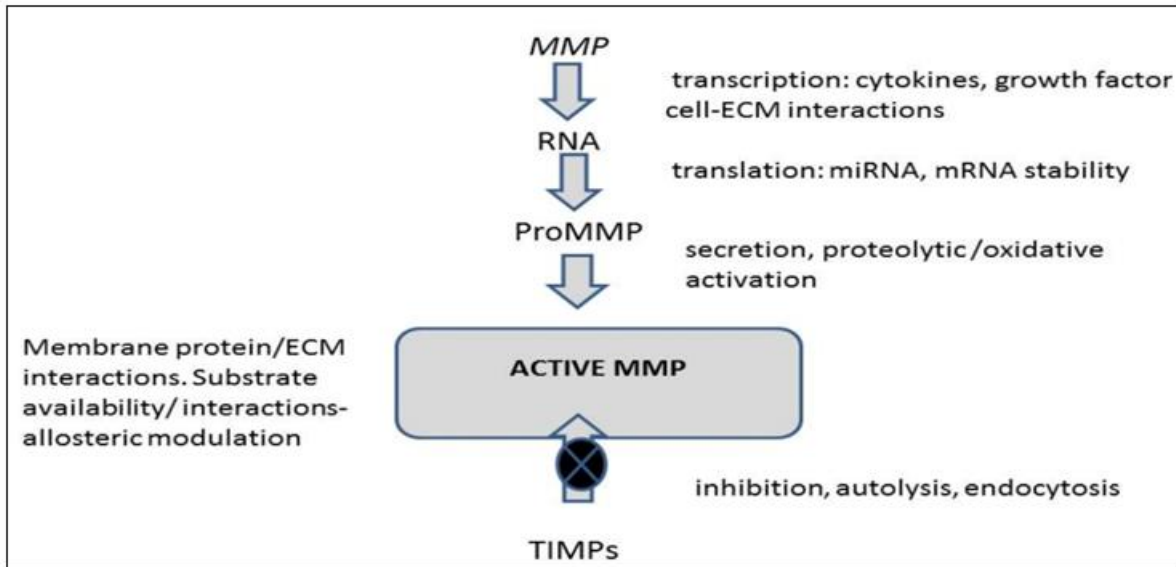 MMP
transcription: cytokines, growth factor
cell-ECM interactions
RNA
translation: miRNA, mRNA stability
ProMMP
secretion, proteolytic/oxidative
activation
Membrane protein/ECM
interactions. Substrate
availability/ interactions-
allosteric modulation
ACTIVE MMP
inhibition, autolysis, endocytosis
TIMPs